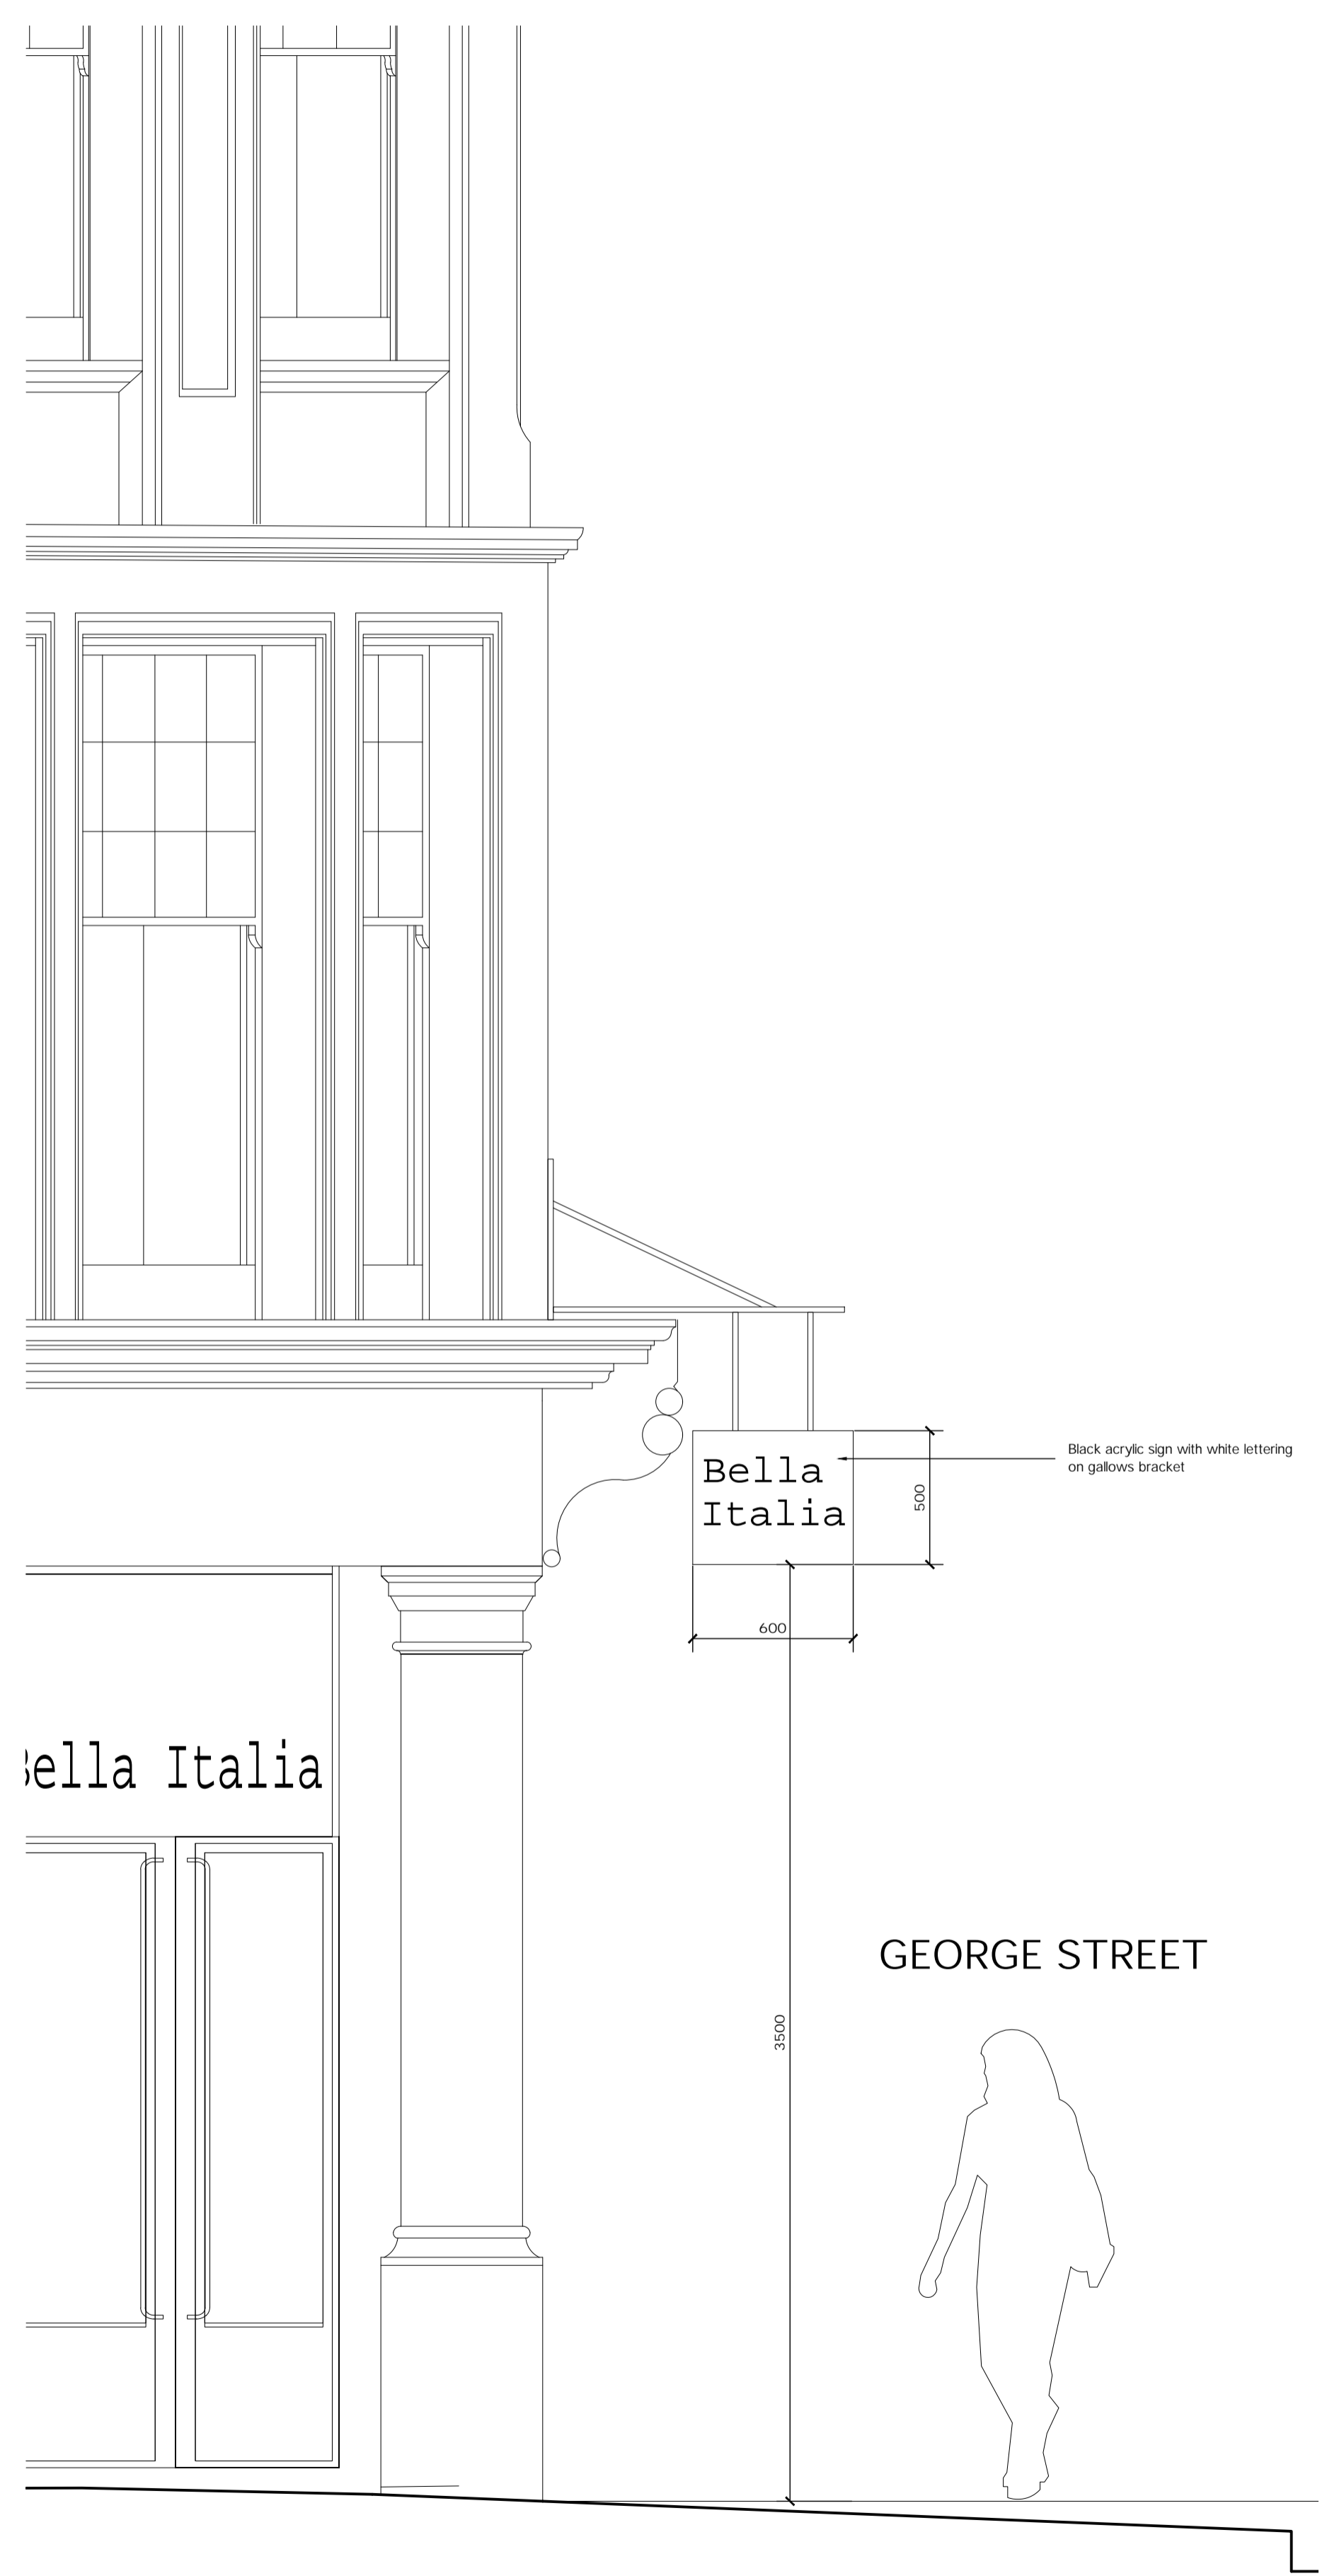 Bella
Italia
Black acrylic sign with white lettering
on gallows bracket
500
600
ella Italia
GEORGE STREET
3500